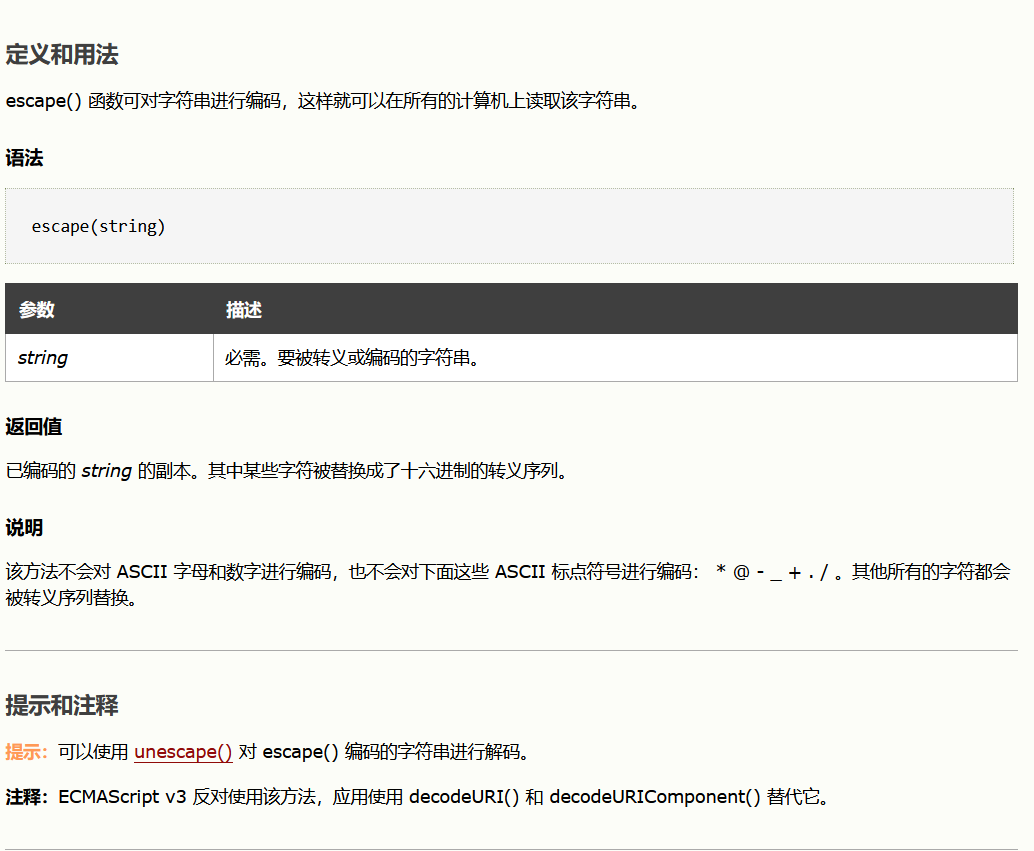 定义和用法
escape() 函数可对字符串进行编码，这样就可以在所有的计算机上读取该字符串。
语法
escape(string)
参数 描述
string 必需。要被转义或编码的字符串。
返回值
已编码的 string 的副本。其中某些字符被替换成了十六进制的转义序列。
说明
该方法不会对 ASCII 字母和数字进行编码，也不会对下面这些 ASCII 标点符号进行编码： * @ - _ + . / 。其他所有的字符都会
被转义序列替换。
提示和注释
提示：可以使用 unescape() 对 escape() 编码的字符串进行解码。
注释：ECMAScript v3 反对使用该方法，应用使用 decodeURI() 和 decodeURIComponent() 替代它。